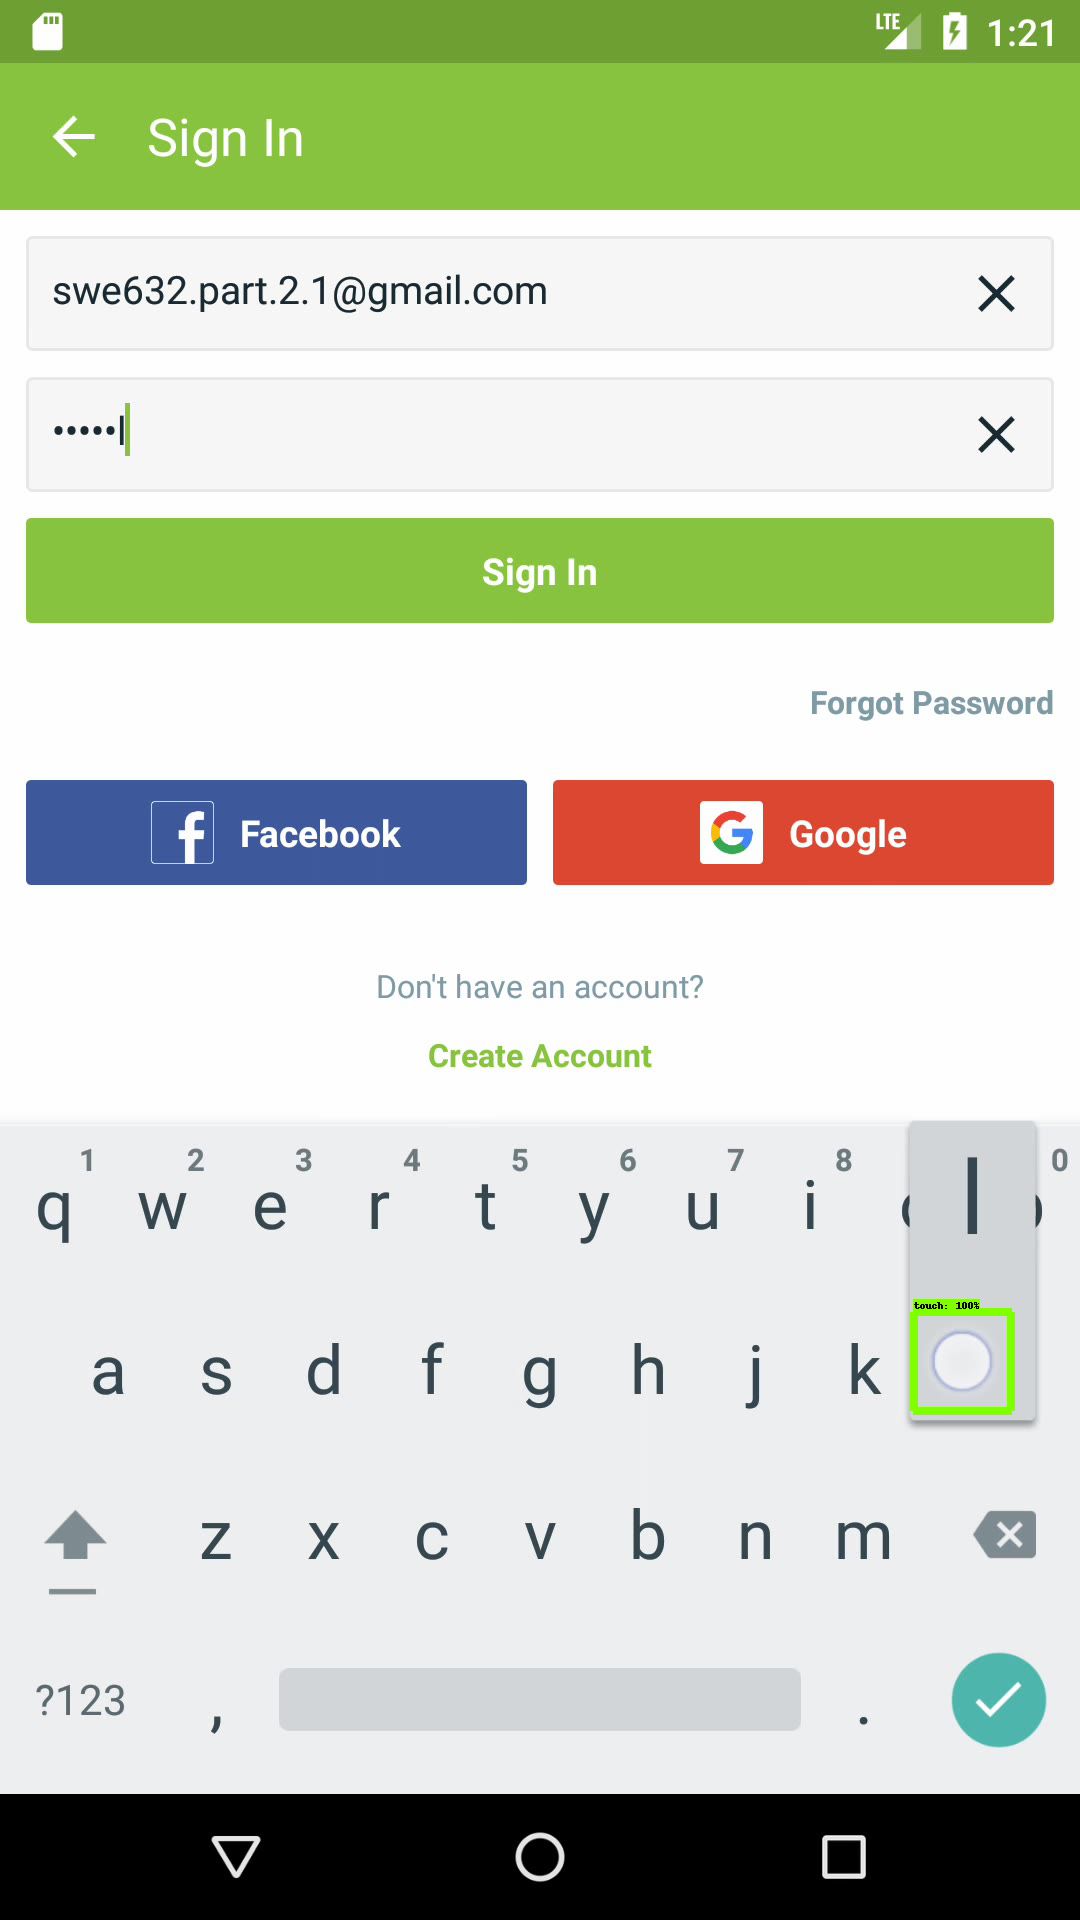 LTE 1:21
Sign In
swe632.part.2.1@gmail.com
•••••l
Sign In
Forgot Password
Facebook Google
Don't have an account?
Create Account
1 2 3 4 5 6 7 8 0
q w e r t y u i l
touch: 100%
a s d f g h j k
z x c v b n m
?123 , .